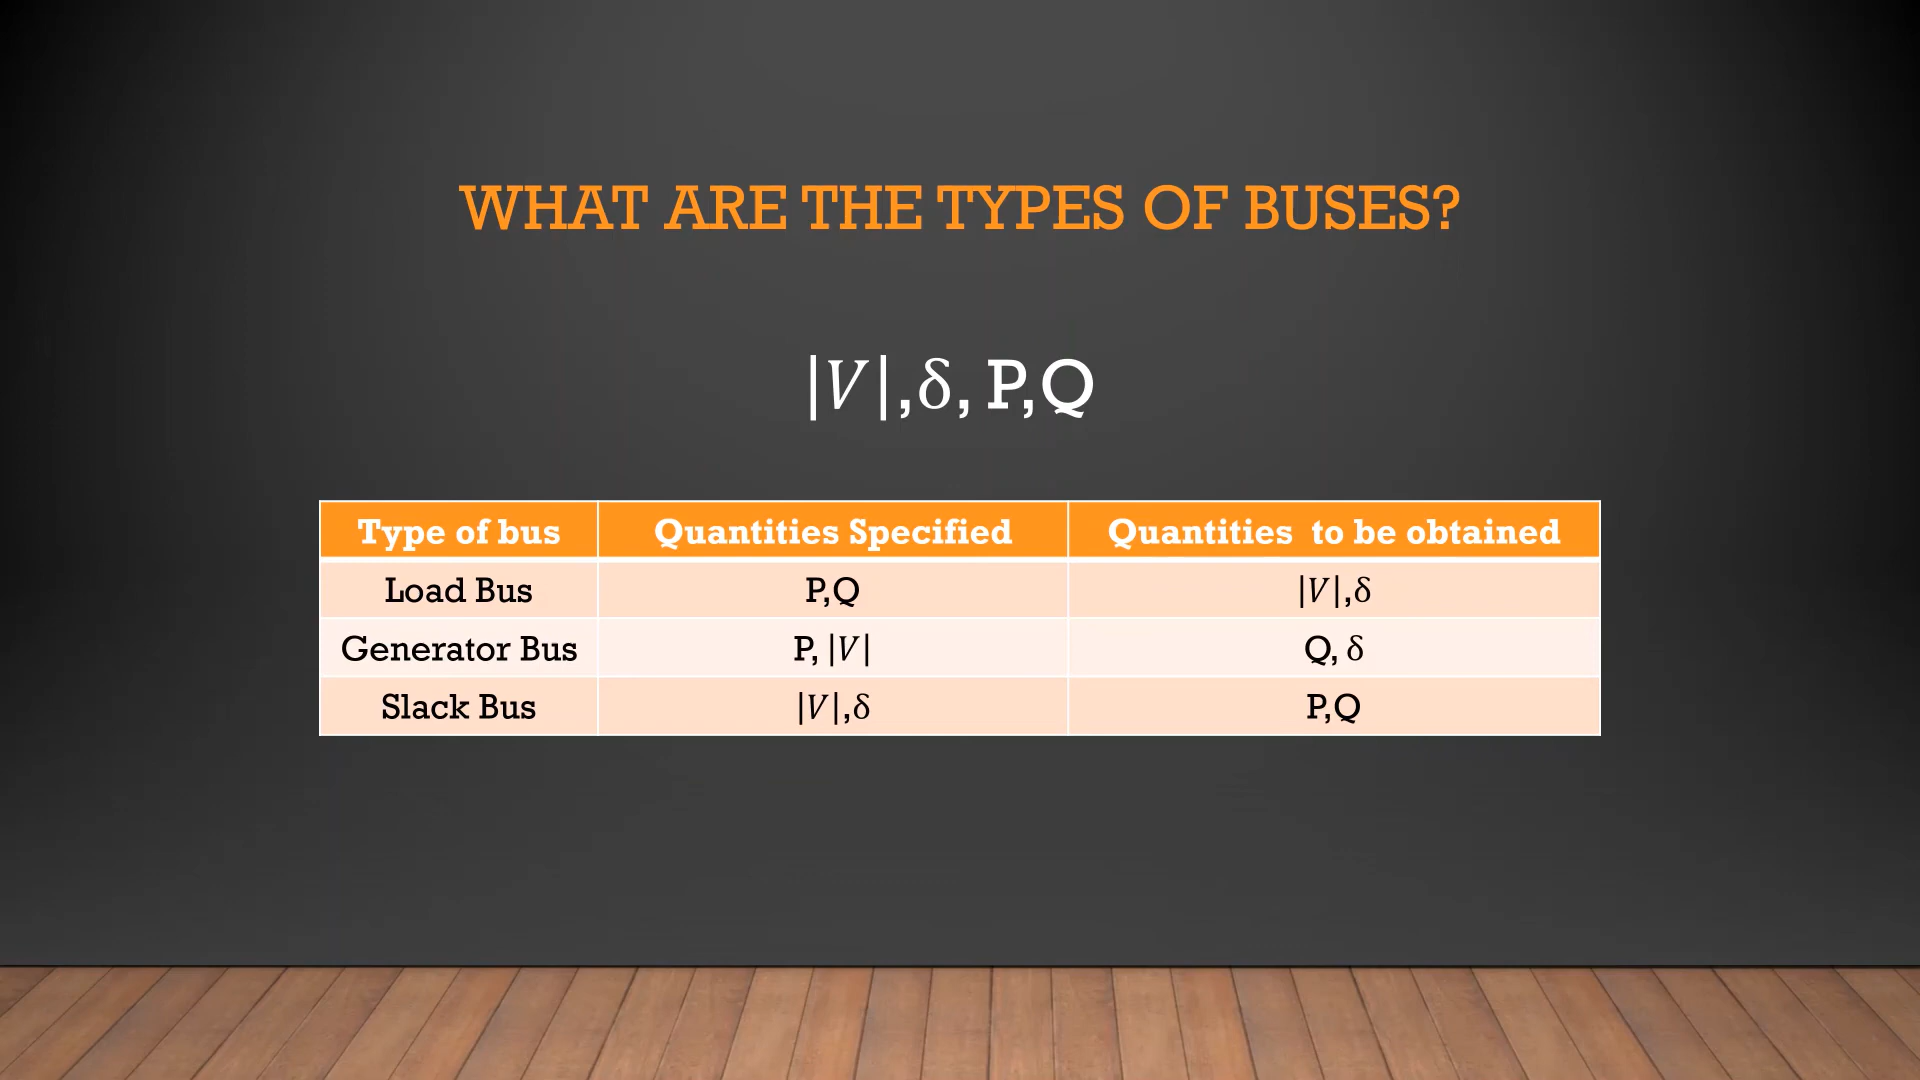 WHAT ARE THE TYPES OF BUSES?
|V|,δ, P,Q
Type of bus Quantities Specified Quantities to be obtained
Load Bus P,Q |V|,δ
Generator Bus P, |V| Q, δ
Slack Bus |V|,δ P,Q